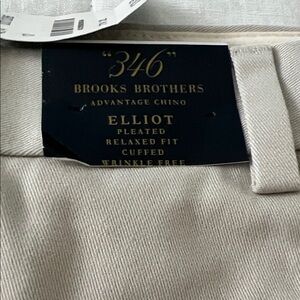 "346"
BROOKS BROTHERS
ADVANTAGE CHINO
ELLIOT
PLEATED
RELAXED FIT
CUFFED
WRINKLE FREE